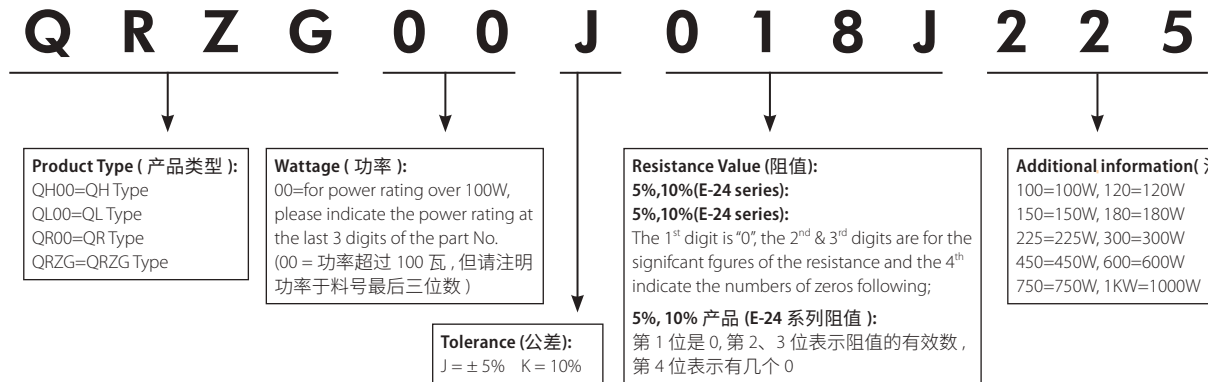 QRZG00J018J225
Product Type ( 产品类型 ):
QH00=QH Type
QL00=QL Type
QR00=QR Type
QRZG=QRZG Type
Wattage ( 功率 ):
00=for power rating over 100W,
please indicate the power rating at
the last 3 digits of the part No.
(00 = 功率超过 100 瓦 , 但请注明
功率于料号最后三位数 )
Tolerance (公差):
J = ± 5% K = 10%
Resistance Value (阻值):
5%,10%(E-24 series):
5%,10%(E-24 series):
The 1st digit is "0", the 2nd & 3rd digits are for the
signifcant fgures of the resistance and the 4th
indicate the numbers of zeros following;
5%, 10% 产品 (E-24 系列阻值 ):
第 1 位是 0, 第 2、3 位表示阻值的有效数 ,
第 4 位表示有几个 0
Additional information(
100=100W, 120=120W
150=150W, 180=180W
225=225W, 300=300W
450=450W, 600=600W
750=750W, 1KW=1000W